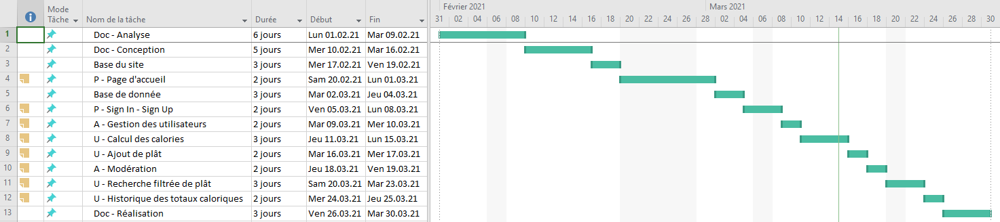 Février 2021 Mars 2021
Mode Tâche Nom de la tâche Durée Début Fin
31 02 04 06 08 10 12 14 16 18 20 22 24 26 28 02 04 06 08 10 12 14 16 18 20 22 24 26 28 30
1 Doc - Analyse 6 jours Lun 01.02.21 Mar 09.02.21
2 Doc - Conception 5 jours Mer 10.02.21 Mar 16.02.21
3 Base du site 3 jours Mer 17.02.21 Ven 19.02.21
4 P - Page d'accueil 2 jours Sam 20.02.21 Lun 01.03.21
5 Base de donnée 3 jours Mar 02.03.21 Jeu 04.03.21
6 P - Sign In - Sign Up 2 jours Ven 05.03.21 Lun 08.03.21
7 A - Gestion des utilisateurs 2 jours Mar 09.03.21 Mer 10.03.21
8 U - Calcul des calories 3 jours Jeu 11.03.21 Lun 15.03.21
9 U - Ajout de plât 2 jours Mar 16.03.21 Mer 17.03.21
10 A - Modération 2 jours Jeu 18.03.21 Ven 19.03.21
11 U - Recherche filtrée de plât 3 jours Sam 20.03.21 Mar 23.03.21
12 U - Historique des totaux caloriques 2 jours Mer 24.03.21 Jeu 25.03.21
13 Doc - Réalisation 3 jours Ven 26.03.21 Mar 30.03.21